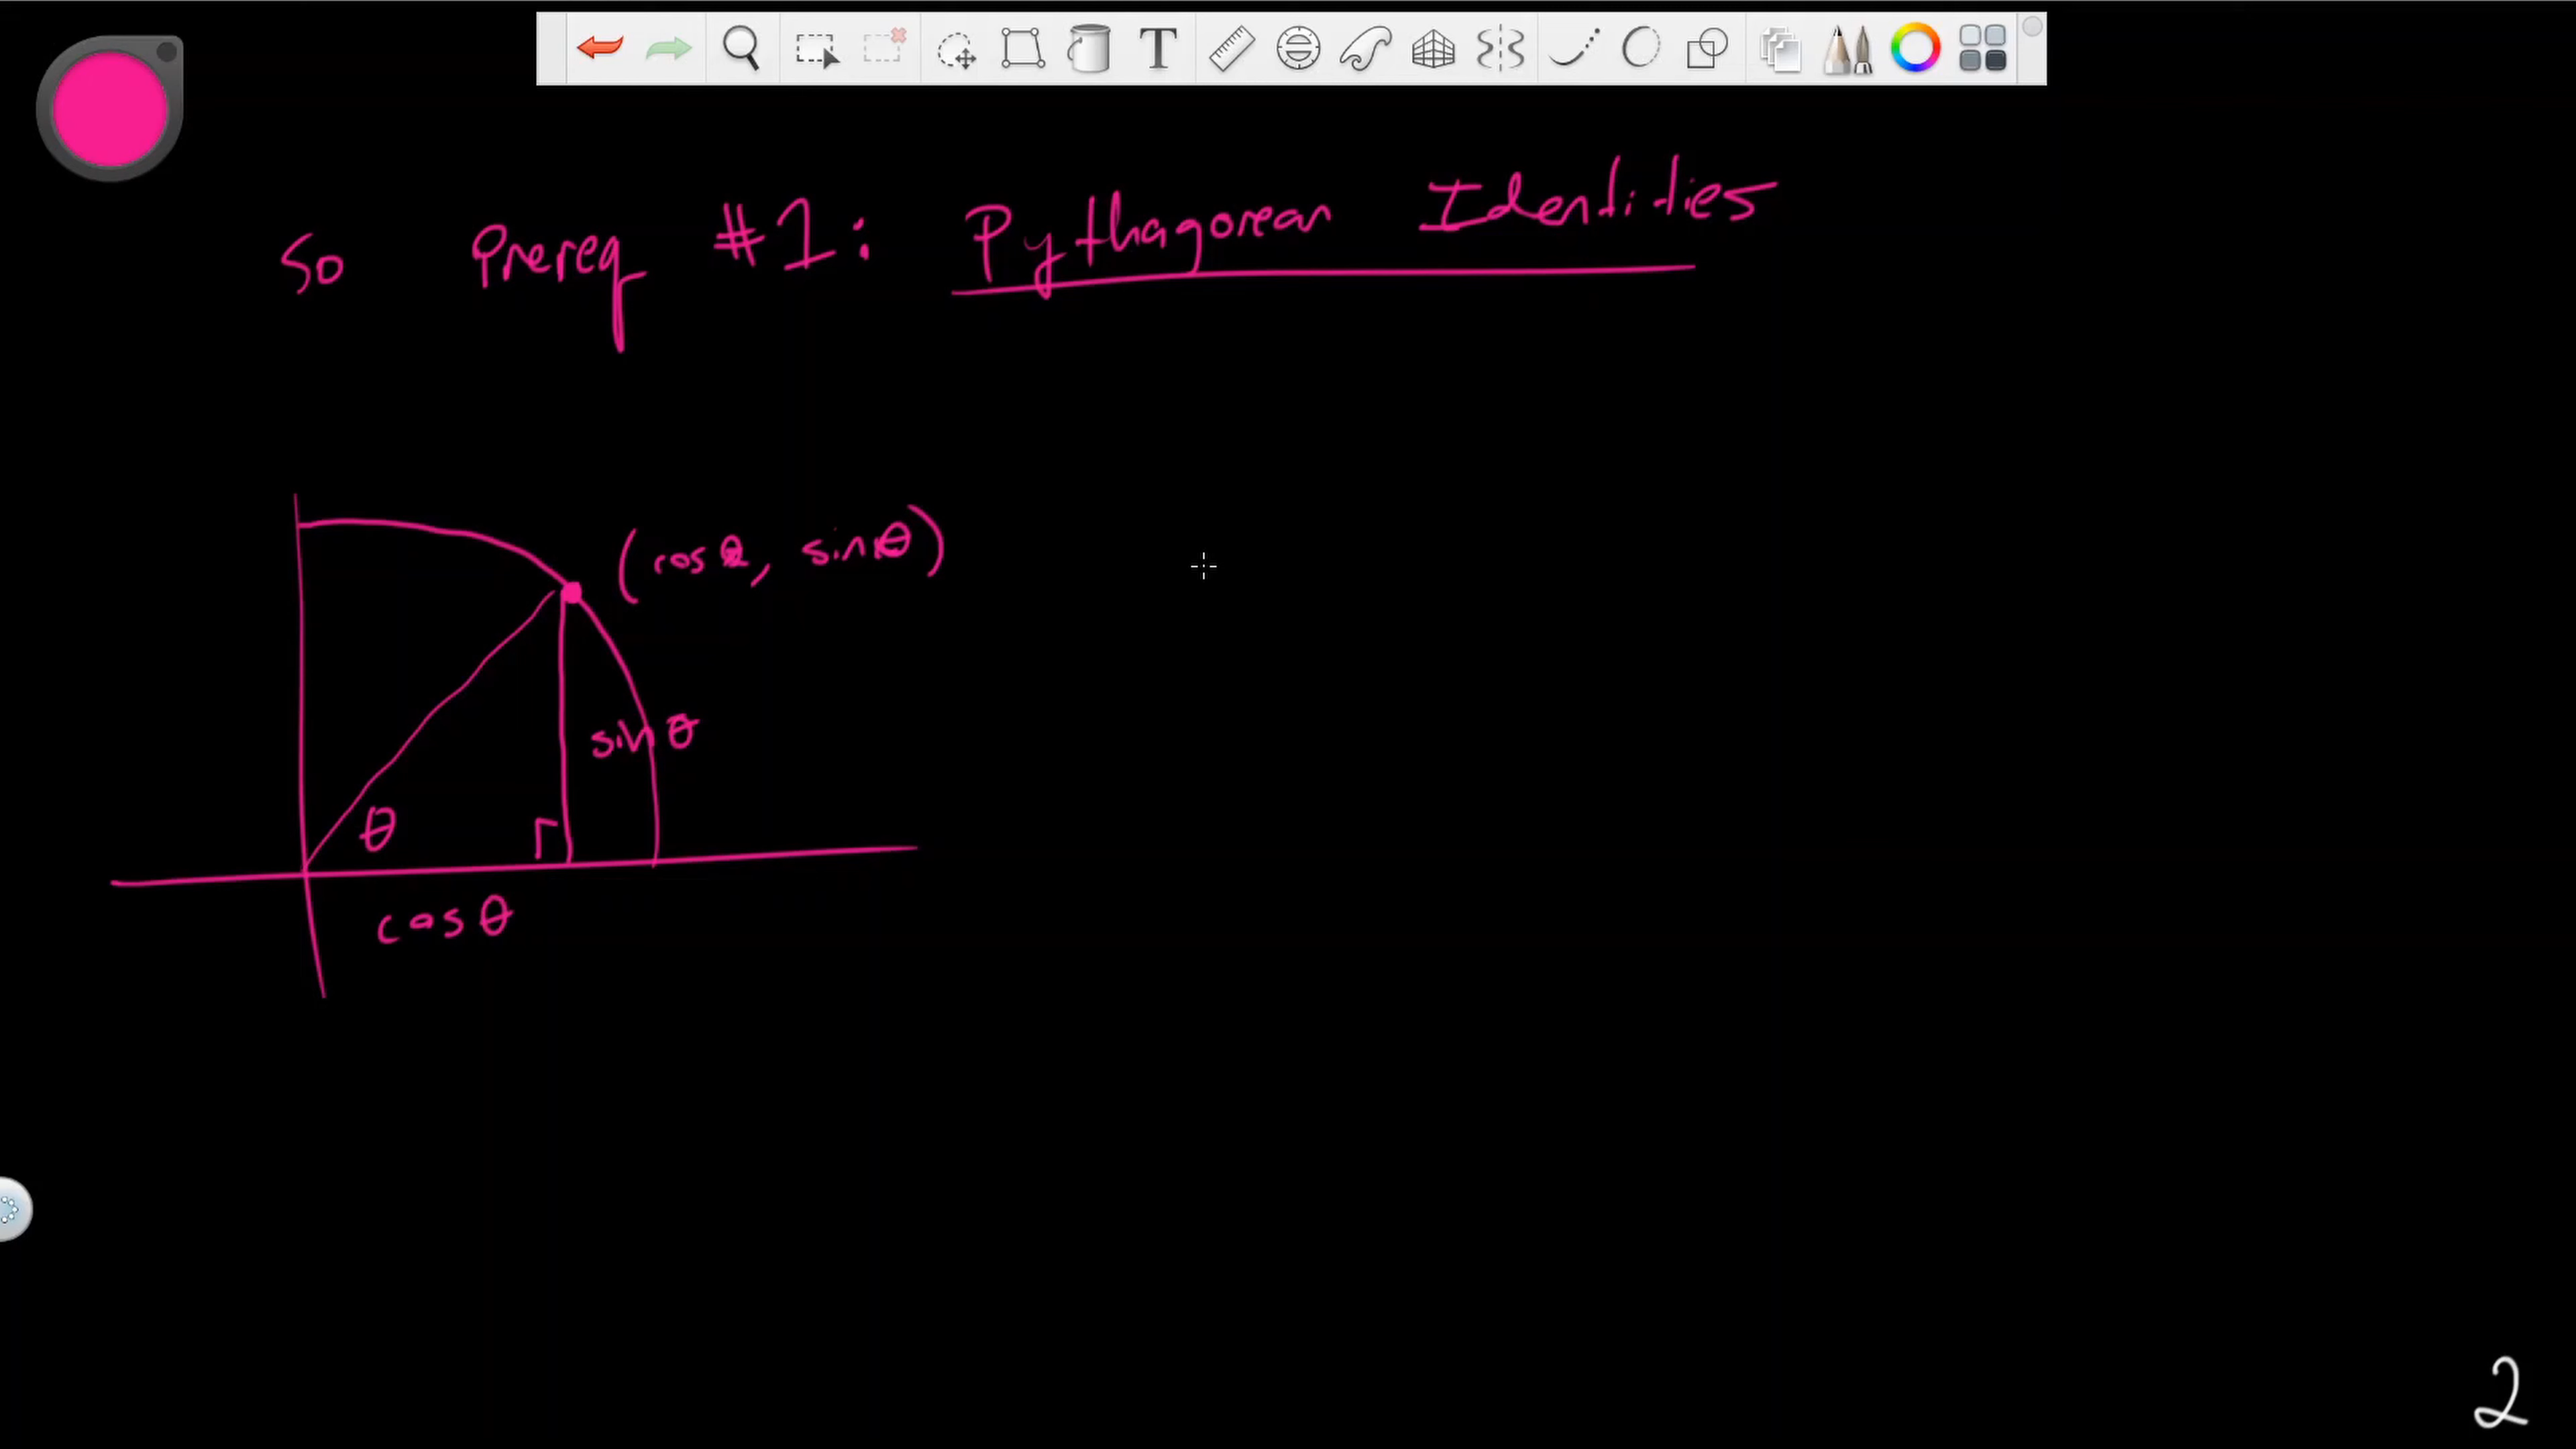 So Prereq #1: Pythagorean Identities
(cos θ, sin θ)
sin θ
θ
cos θ
2